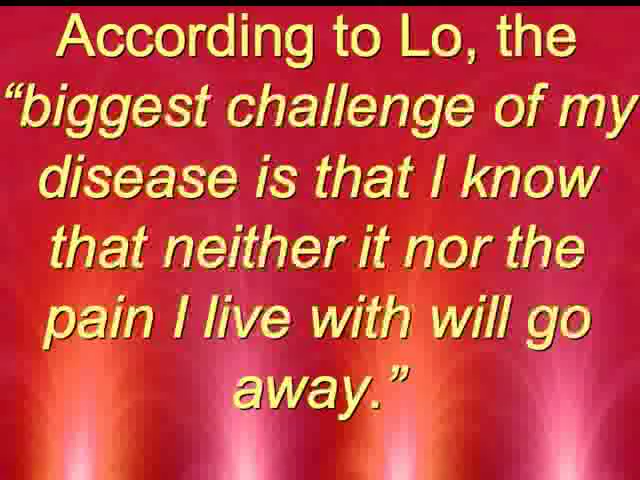 According to Lo, the
“biggest challenge of my
disease is that I know
that neither it nor the
pain I live with will go
away.”